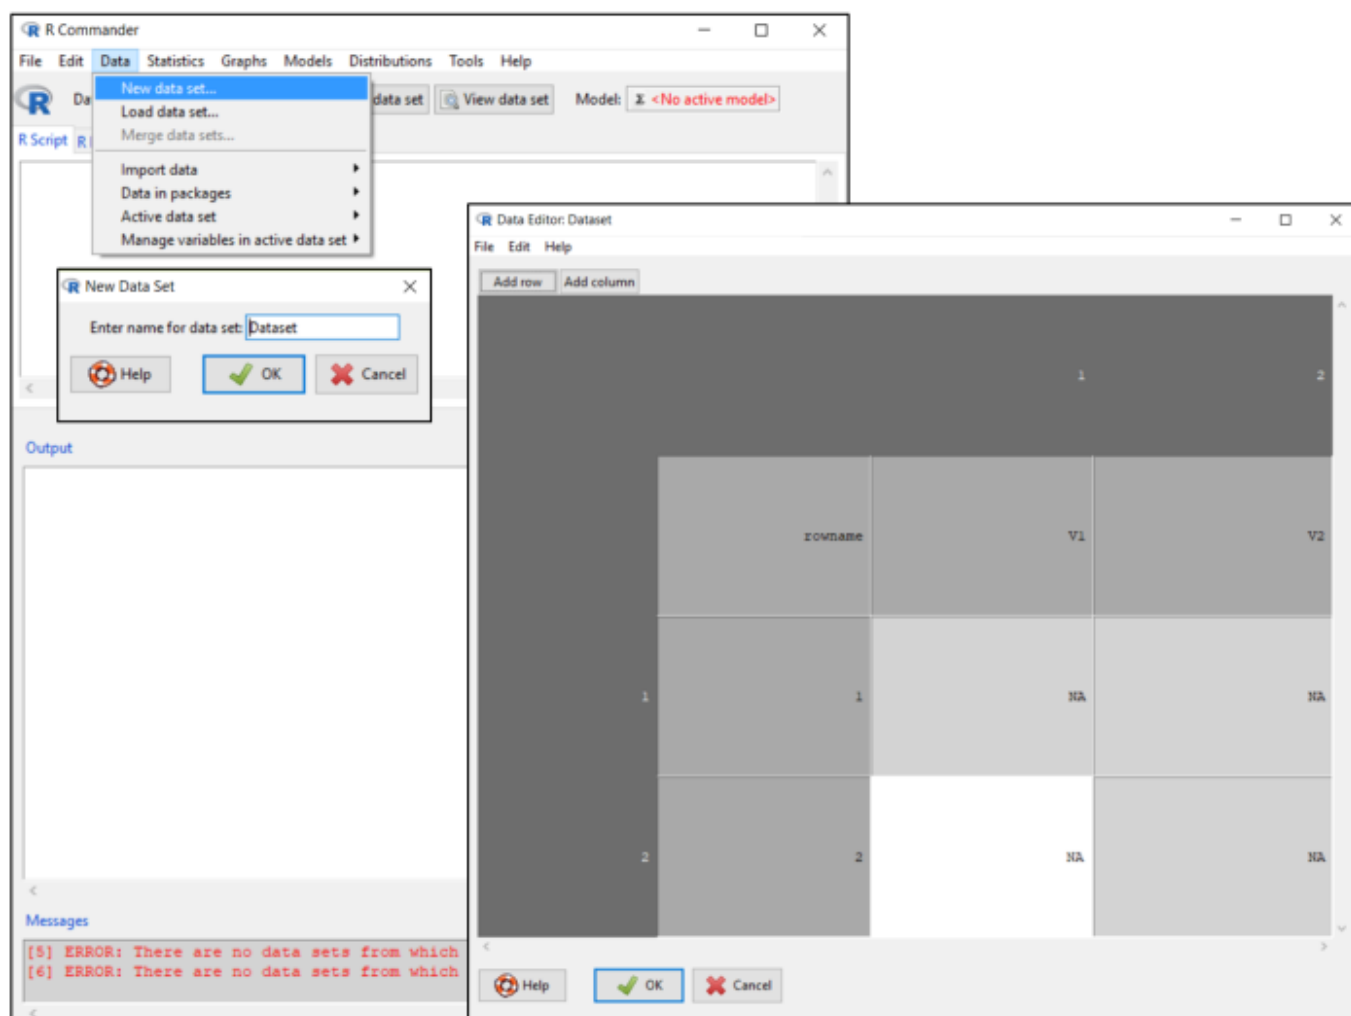 R Commander
File Edit Data Statistics Graphs Models Distributions Tools Help
New data set...
Da
data set
View data set
Model:
Σ <No active model>
Load data set...
Merge data sets...
R Script
R
Import data
Data in packages
Active data set
Manage variables in active data set
New Data Set
Enter name for data set: Dataset
Help
OK
Cancel
Output
Messages
[5] ERROR: There are no data sets from which
[6] ERROR: There are no data sets from which
Data Editor: Dataset
File Edit Help
Add row
Add column
1 2
rowname V1 V2
1 1 NA NA
2 2 NA NA
Help
OK
Cancel